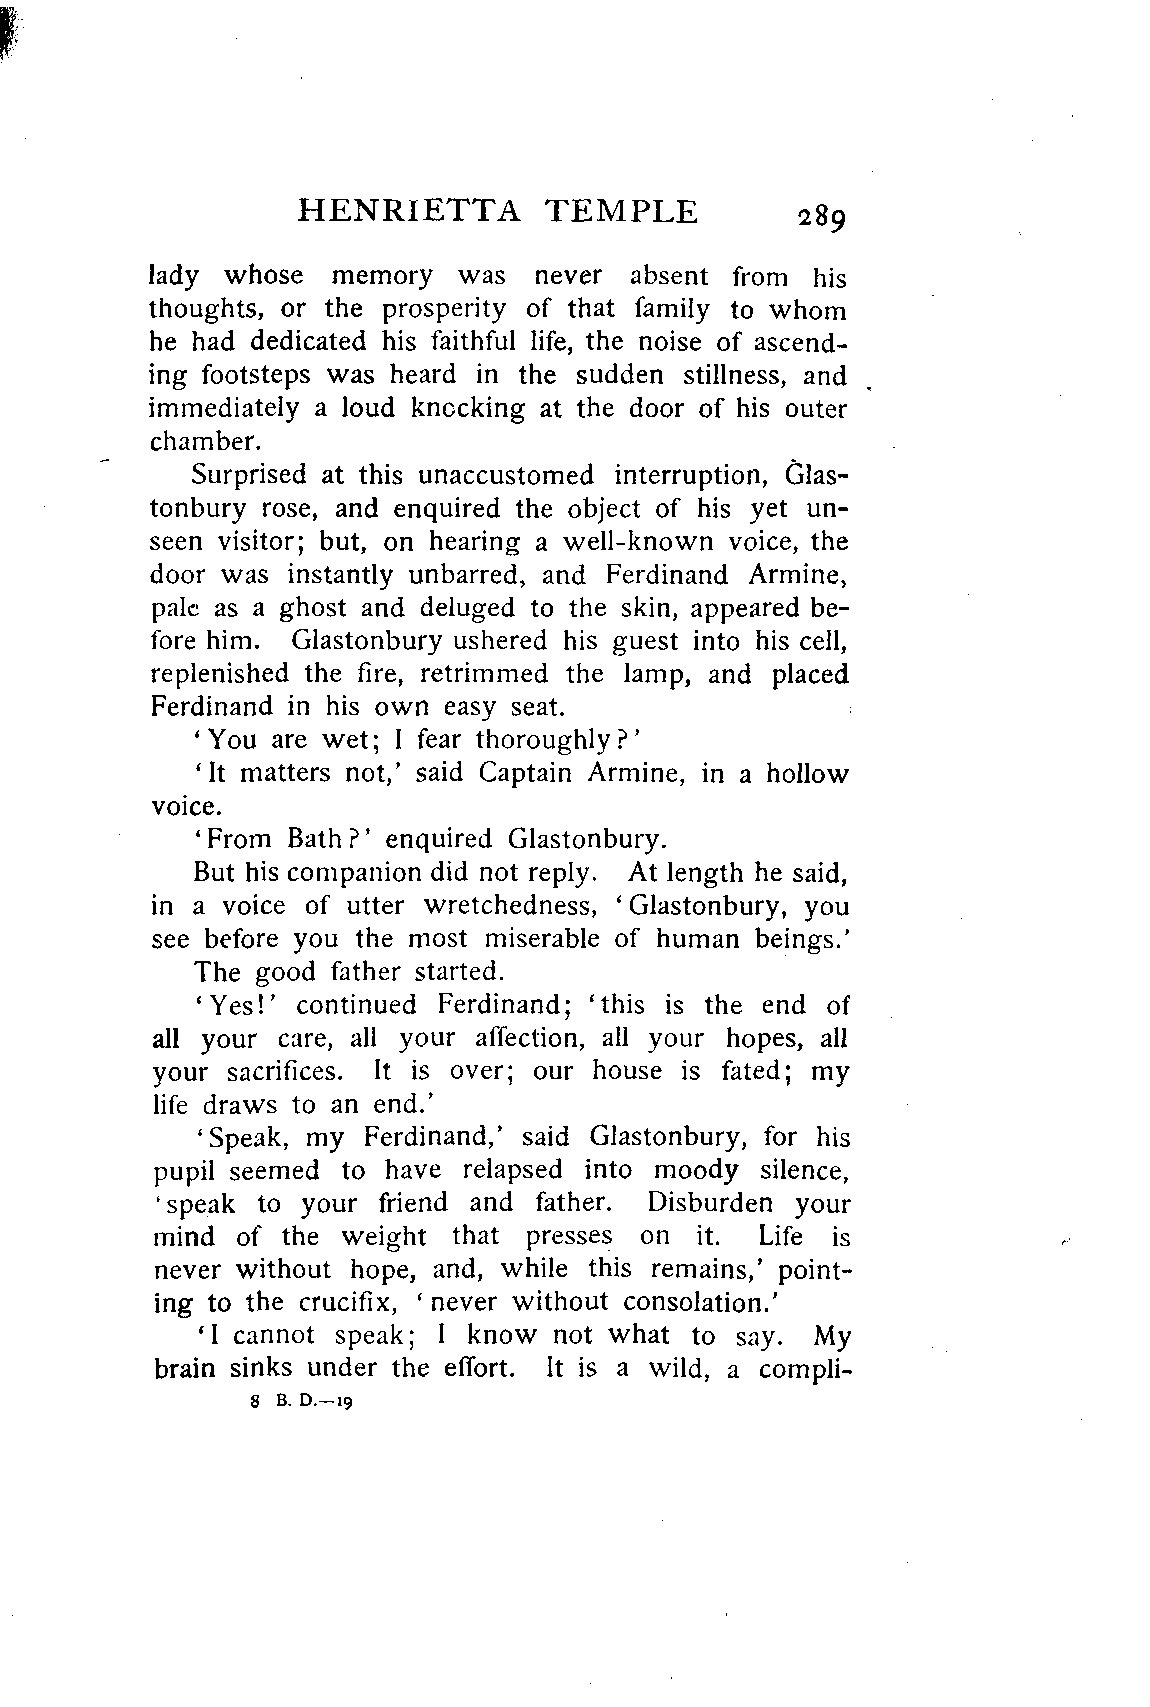 HENRIETTA TEMPLE 289
lady whose memory was never absent from his
thoughts, or the prosperity of that family to whom
he had dedicated his faithful life, the noise of ascend-
ing footsteps was heard in the sudden stillness, and
immediately a loud knocking at the door of his outer
chamber.
Surprised at this unaccustomed interruption, Glas-
tonbury rose, and enquired the object of his yet un-
seen visitor; but, on hearing a well-known voice, the
door was instantly unbarred, and Ferdinand Armine,
pale as a ghost and deluged to the skin, appeared be-
fore him. Glastonbury ushered his guest into his cell,
replenished the fire, retrimmed the lamp, and placed
Ferdinand in his own easy seat.
‘You are wet; I fear thoroughly?’
‘It matters not,’ said Captain Armine, in a hollow
voice.
‘From Bath?’ enquired Glastonbury.
But his companion did not reply. At length he said,
in a voice of utter wretchedness, ‘Glastonbury, you
see before you the most miserable of human beings.’
The good father started.
‘Yes!’ continued Ferdinand; ‘this is the end of
all your care, all your affection, all your hopes, all
your sacrifices. It is over; our house is fated; my
life draws to an end.’
‘Speak, my Ferdinand,’ said Glastonbury, for his
pupil seemed to have relapsed into moody silence,
‘speak to your friend and father. Disburden your
mind of the weight that presses on it. Life is
never without hope, and, while this remains,’ point-
ing to the crucifix, ‘never without consolation.’
‘I cannot speak; I know not what to say. My
brain sinks under the effort. It is a wild, a compli-
8 B. D.—19